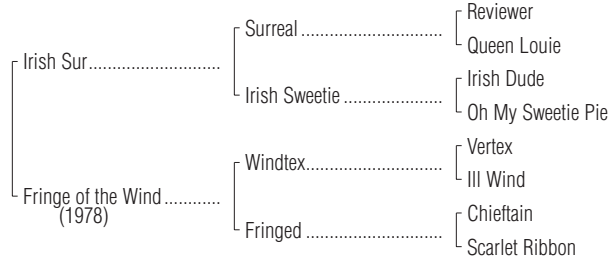 Reviewer
Surreal ........................
Queen Louie
Irish Sur......................
Irish Dude
Irish Sweetie .................
Oh My Sweetie Pie
Vertex
Windtex.......................
Ill Wind
Fringe of the Wind ...........
(1978)
Chieftain
Fringed .......................
Scarlet Ribbon